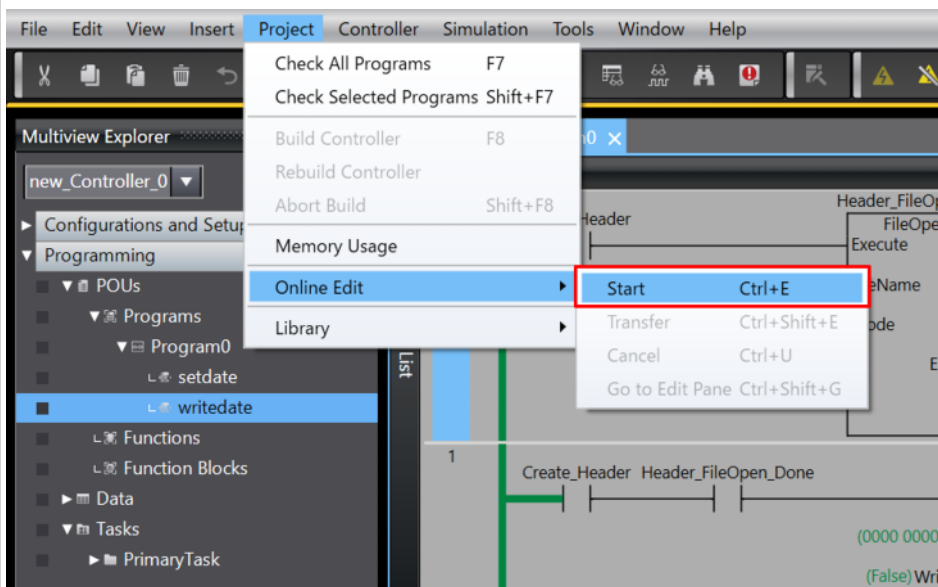 File Edit View Insert Project Controller Simulation Tools Window Help
Check All Programs F7
Check Selected Programs Shift+F7
Build Controller F8
Rebuild Controller
Abort Build Shift+F8
Memory Usage
Online Edit
Library
Start Ctrl+E
Transfer Ctrl+Shift+E
Cancel Ctrl+U
Go to Edit Pane Ctrl+Shift+G
Multiview Explorer
new_Controller_0
Configurations and Setu
Programming
POUs
Programs
Program0
setdate
writedate
Functions
Function Blocks
Data
Tasks
PrimaryTask
List
Header
Header_FileOp
FileOpe
Execute
eName
ode
E
1
Create_Header Header_FileOpen_Done
(0000 0000
(False) Wri